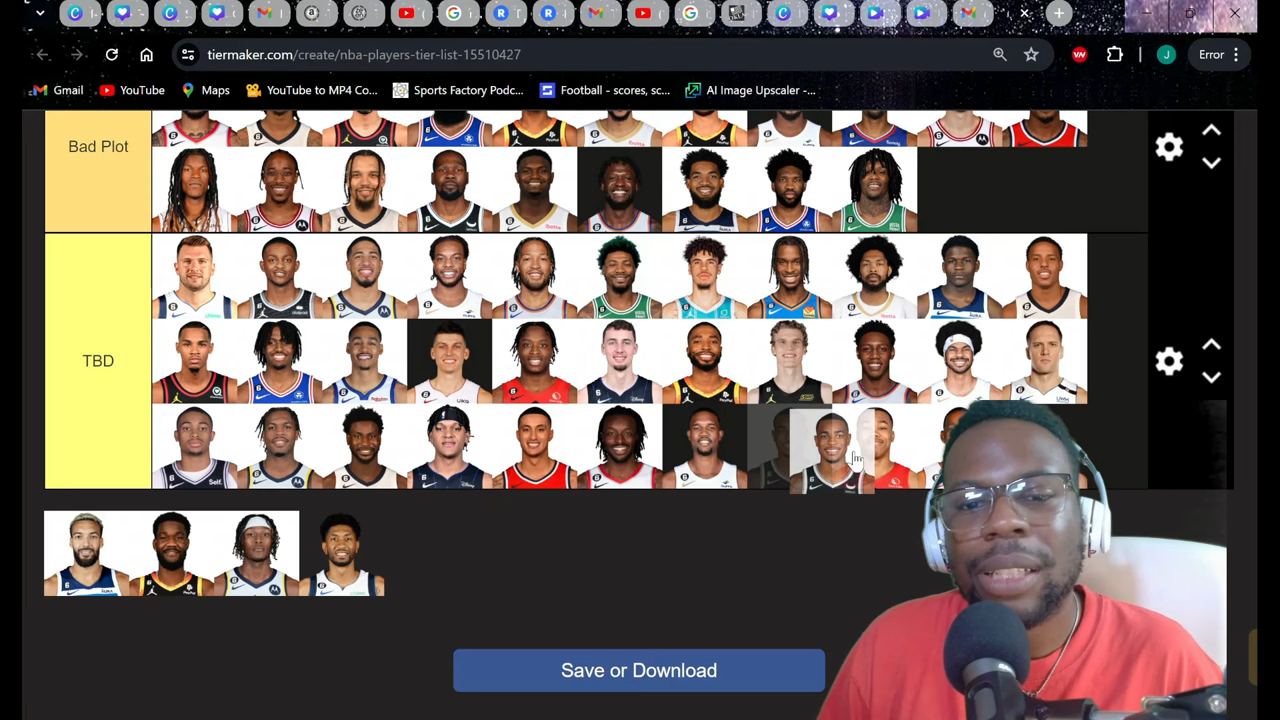 tiermaker.com/create/nba-players-tier-list-15510427
Error
Gmail
YouTube
Maps
YouTube to MP4 Co...
Sports Factory Podc...
Football - scores, sc...
AI Image Upscaler -...
Bad Plot
TBD
Save or Download